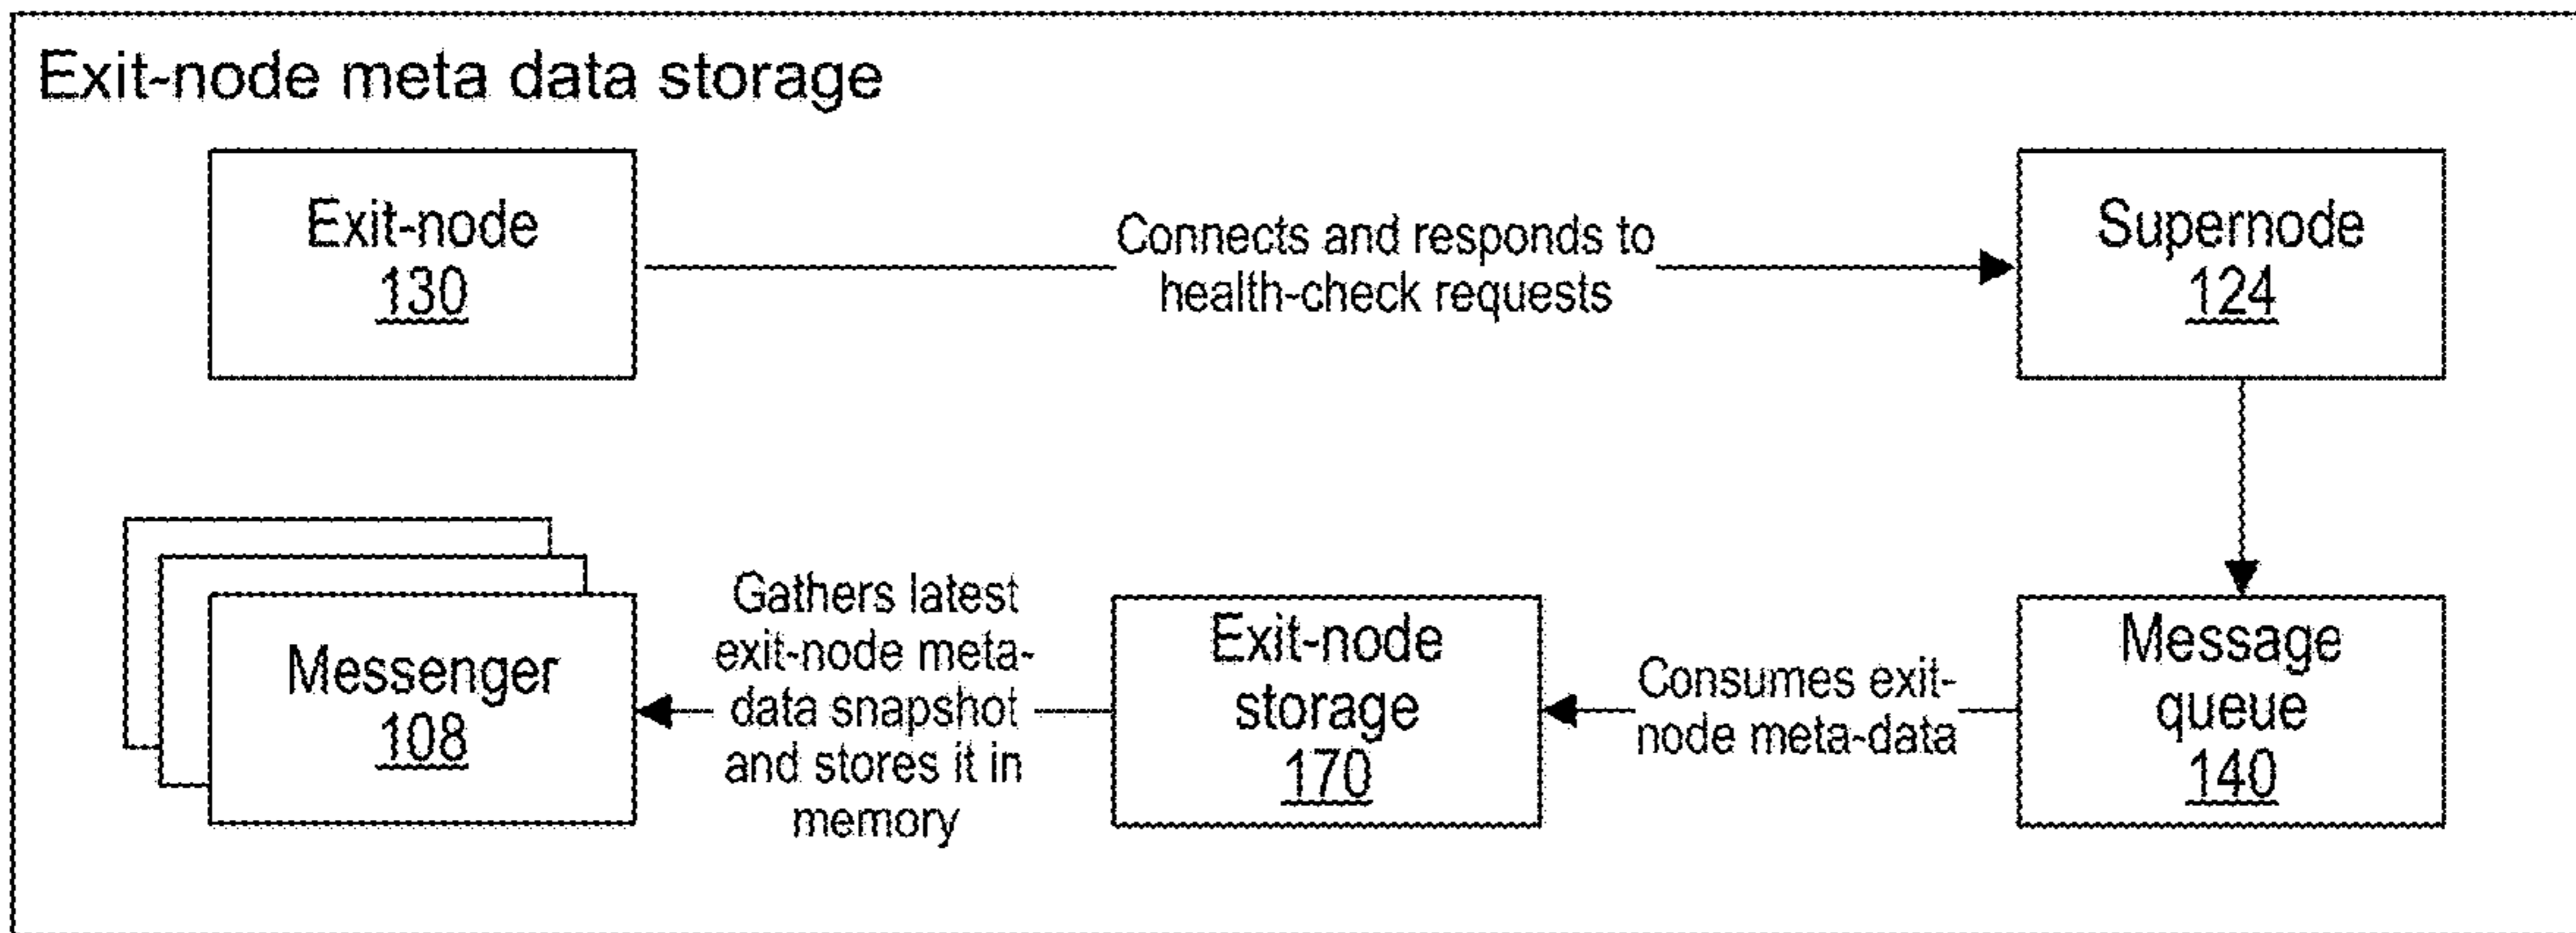 Exit-node meta data storage
Exit-node
130
Connects and responds to
health-check requests
Supernode
124
Messenger
108
Gathers latest
exit-node meta-
data snapshot
and stores it in
memory
Exit-node
storage
170
Consumes exit-
node meta-data
Message
queue
140